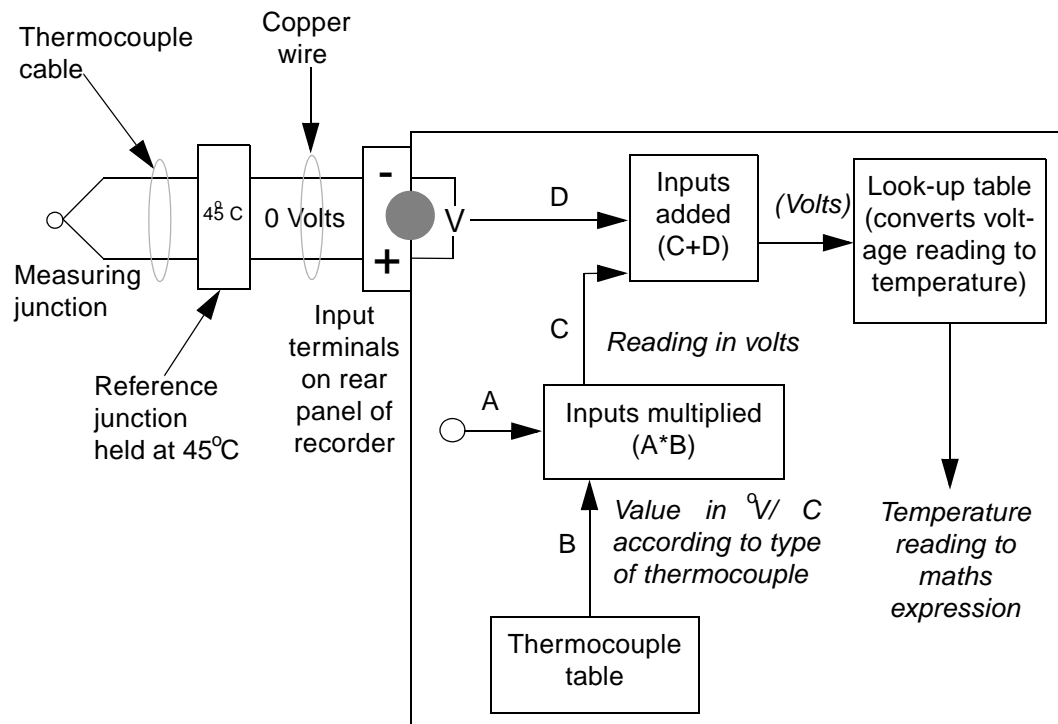 Thermocouple
cable
Copper
wire
45 o C
0 Volts
-
+
V
Measuring
junction
Reference
junction
held at 45oC
Input
terminals
on rear
panel of
recorder
D
Inputs
added
(C+D)
(Volts)
Look-up table
(converts volt-
age reading to
temperature)
C
Reading in volts
A
Inputs multiplied
(A*B)
B
Value in oV/ C
according to type
of thermocouple
Thermocouple
table
Temperature
reading to
maths
expression